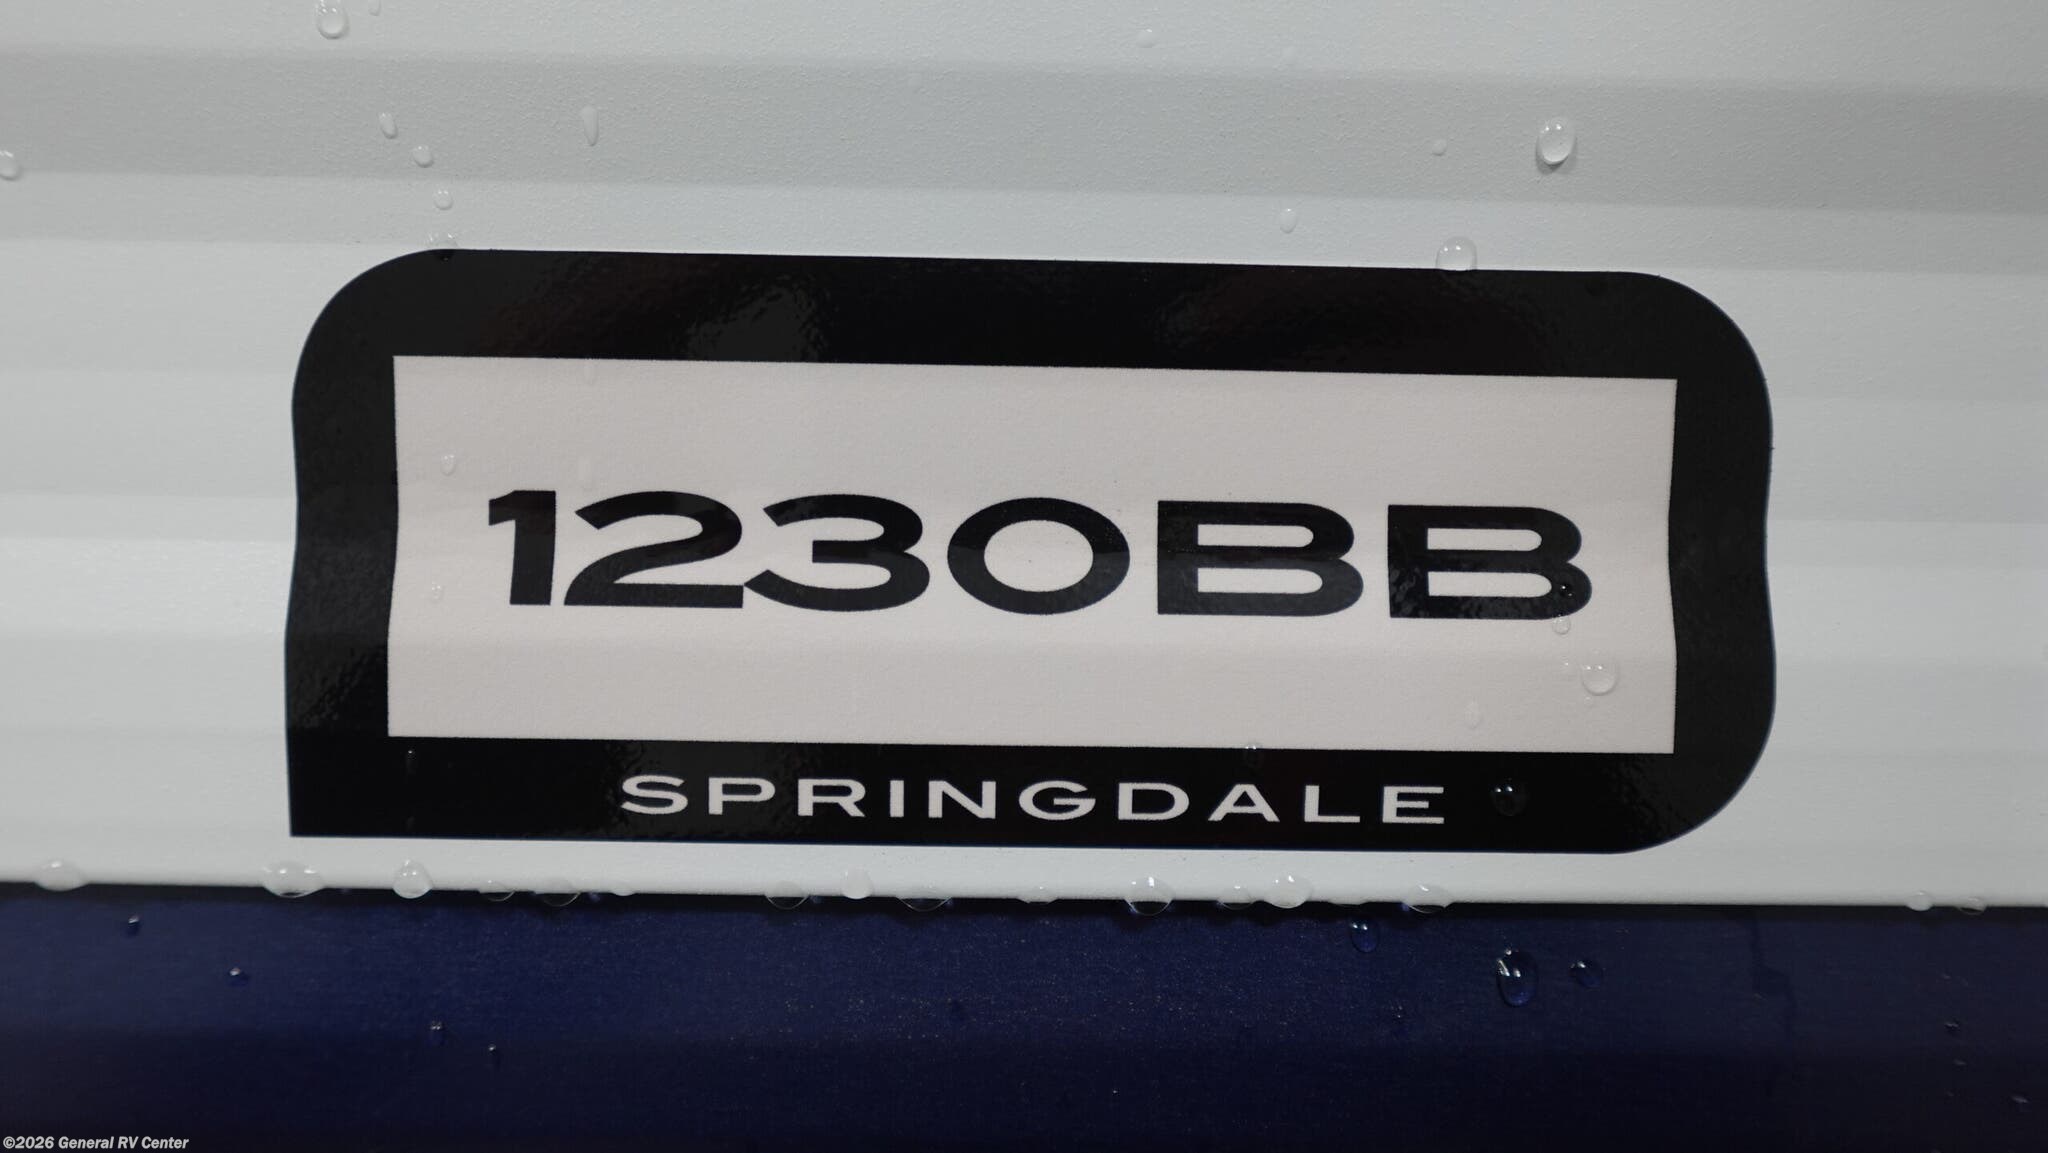 1230BB
SPRINGDALE
©2026 General RV Center